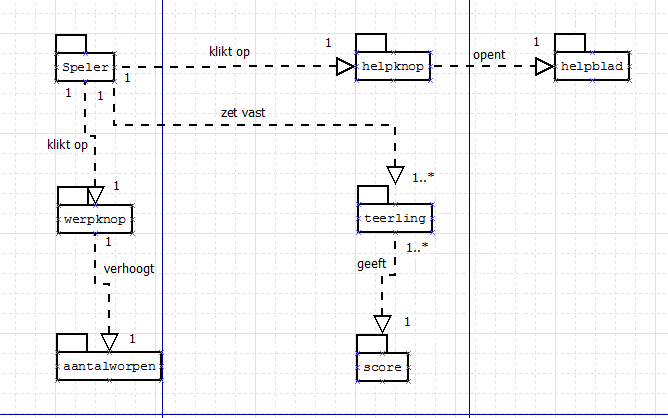 klikt op
1
opent
1
Speler
1
helpknop
helpblad
1
1
zet vast
klikt op
1
1..*
werpknop
teerling
1
1..*
verhoogt
geeft
1
1
aantalworpen
score